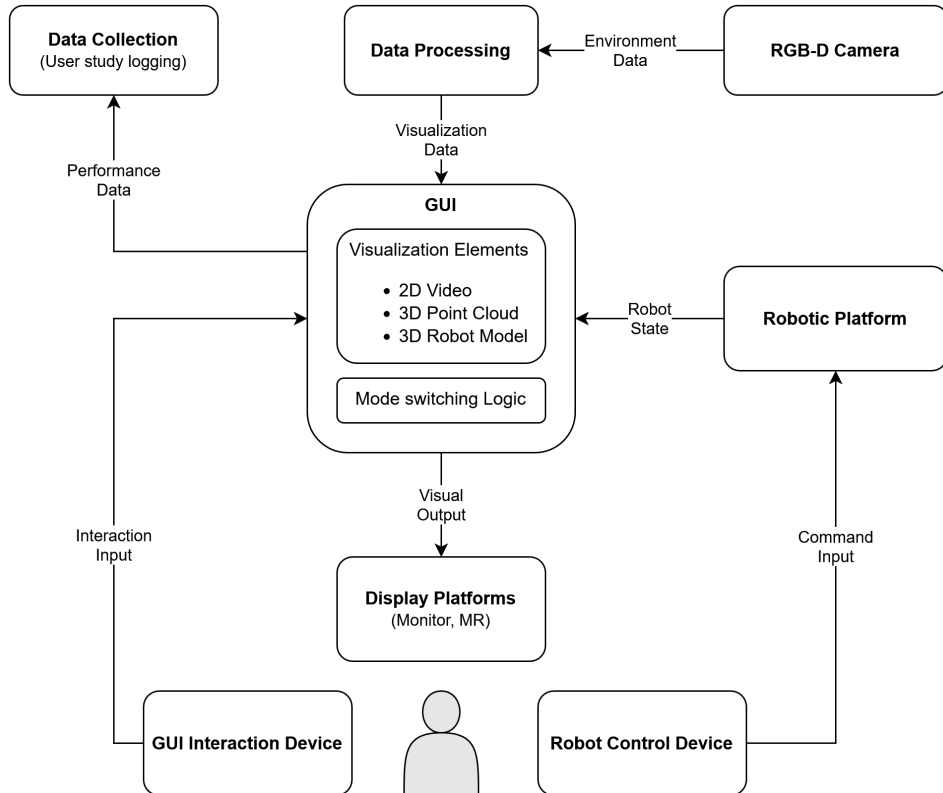 Data Collection
(User study logging)
Data Processing
Environment
Data
RGB-D Camera
Visualization
Data
Performance
Data
GUI
Visualization Elements
• 2D Video
• 3D Point Cloud
• 3D Robot Model
Mode switching Logic
Robot
State
Robotic Platform
Visual
Output
Interaction
Input
Command
Input
Display Platforms
(Monitor, MR)
GUI Interaction Device
Robot Control Device